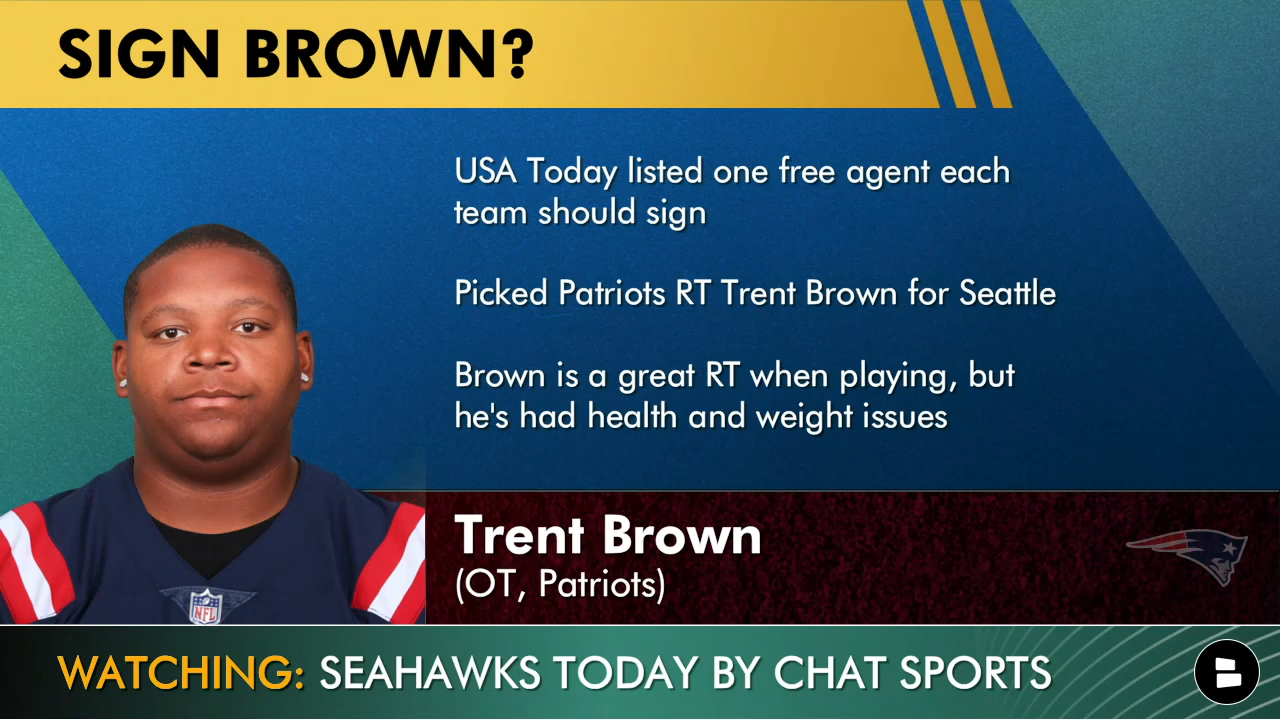 SIGN BROWN?
USA Today listed one free agent each
team should sign
Picked Patriots RT Trent Brown for Seattle
Brown is a great RT when playing, but
he's had health and weight issues
Trent Brown
(OT, Patriots)
NFL
WATCHING: SEAHAWKS TODAY BY CHAT SPORTS